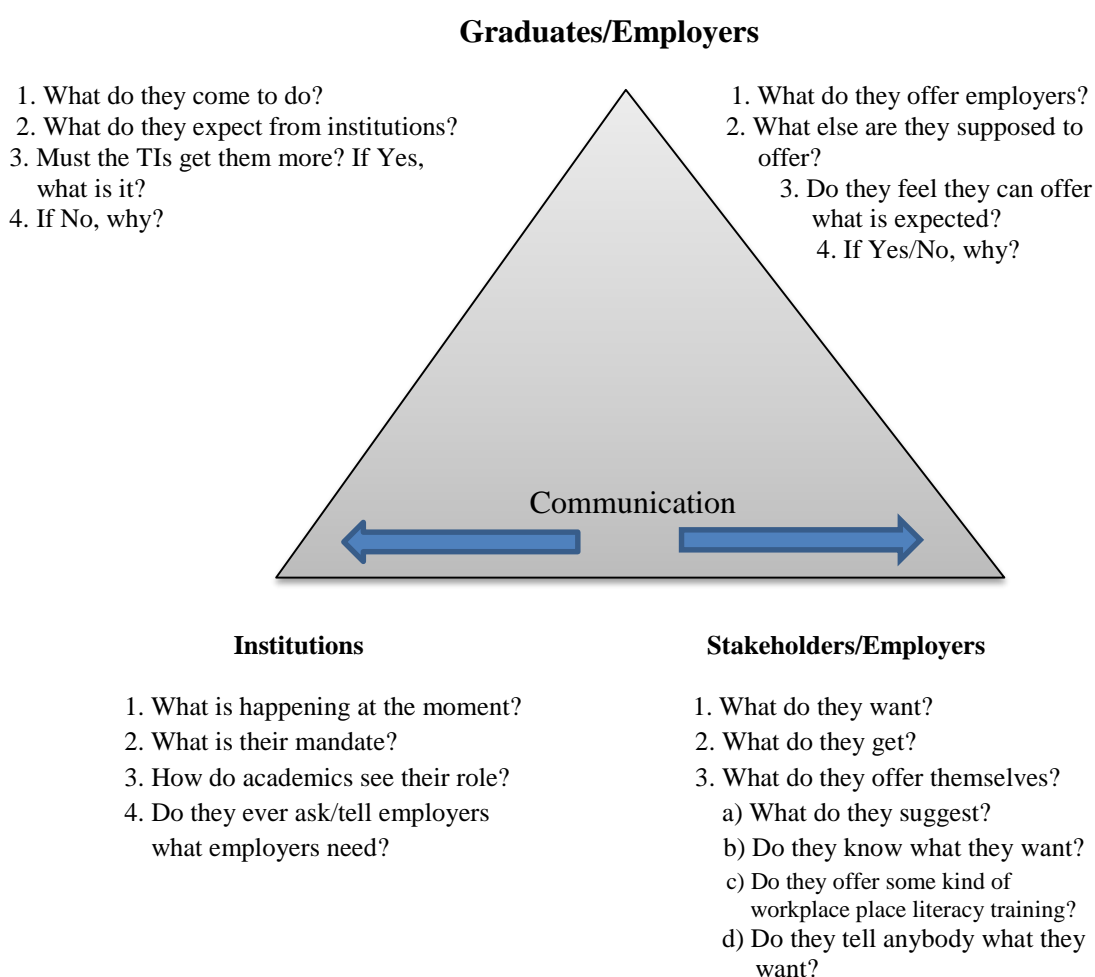 Graduates/Employers
1. What do they come to do?
2. What do they expect from institutions?
3. Must the TIs get them more? If Yes,
what is it?
4. If No, why?
1. What do they offer employers?
2. What else are they supposed to
offer?
3. Do they feel they can offer
what is expected?
4. If Yes/No, why?
Communication
Institutions
1. What is happening at the moment?
2. What is their mandate?
3. How do academics see their role?
4. Do they ever ask/tell employers
what employers need?
Stakeholders/Employers
1. What do they want?
2. What do they get?
3. What do they offer themselves?
a) What do they suggest?
b) Do they know what they want?
c) Do they offer some kind of
workplace place literacy training?
d) Do they tell anybody what they
want?